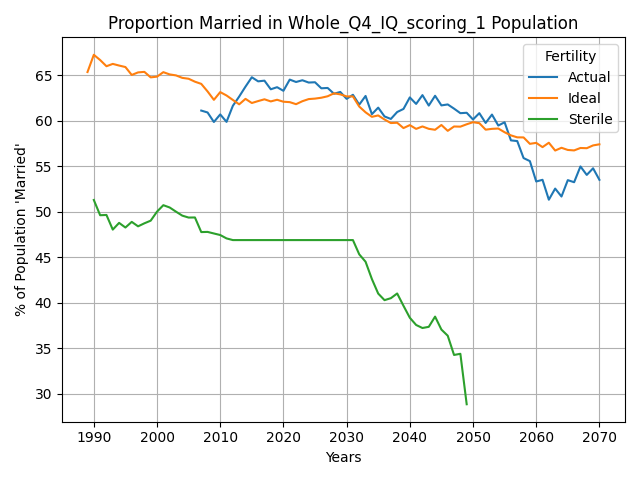 Proportion Married in Whole_Q4_IQ_scoring_1 Population
Fertility
Actual
Ideal
Sterile
% of Population 'Married'
65
60
55
50
45
40
35
30
1990 2000 2010 2020 2030 2040 2050 2060 2070
Years